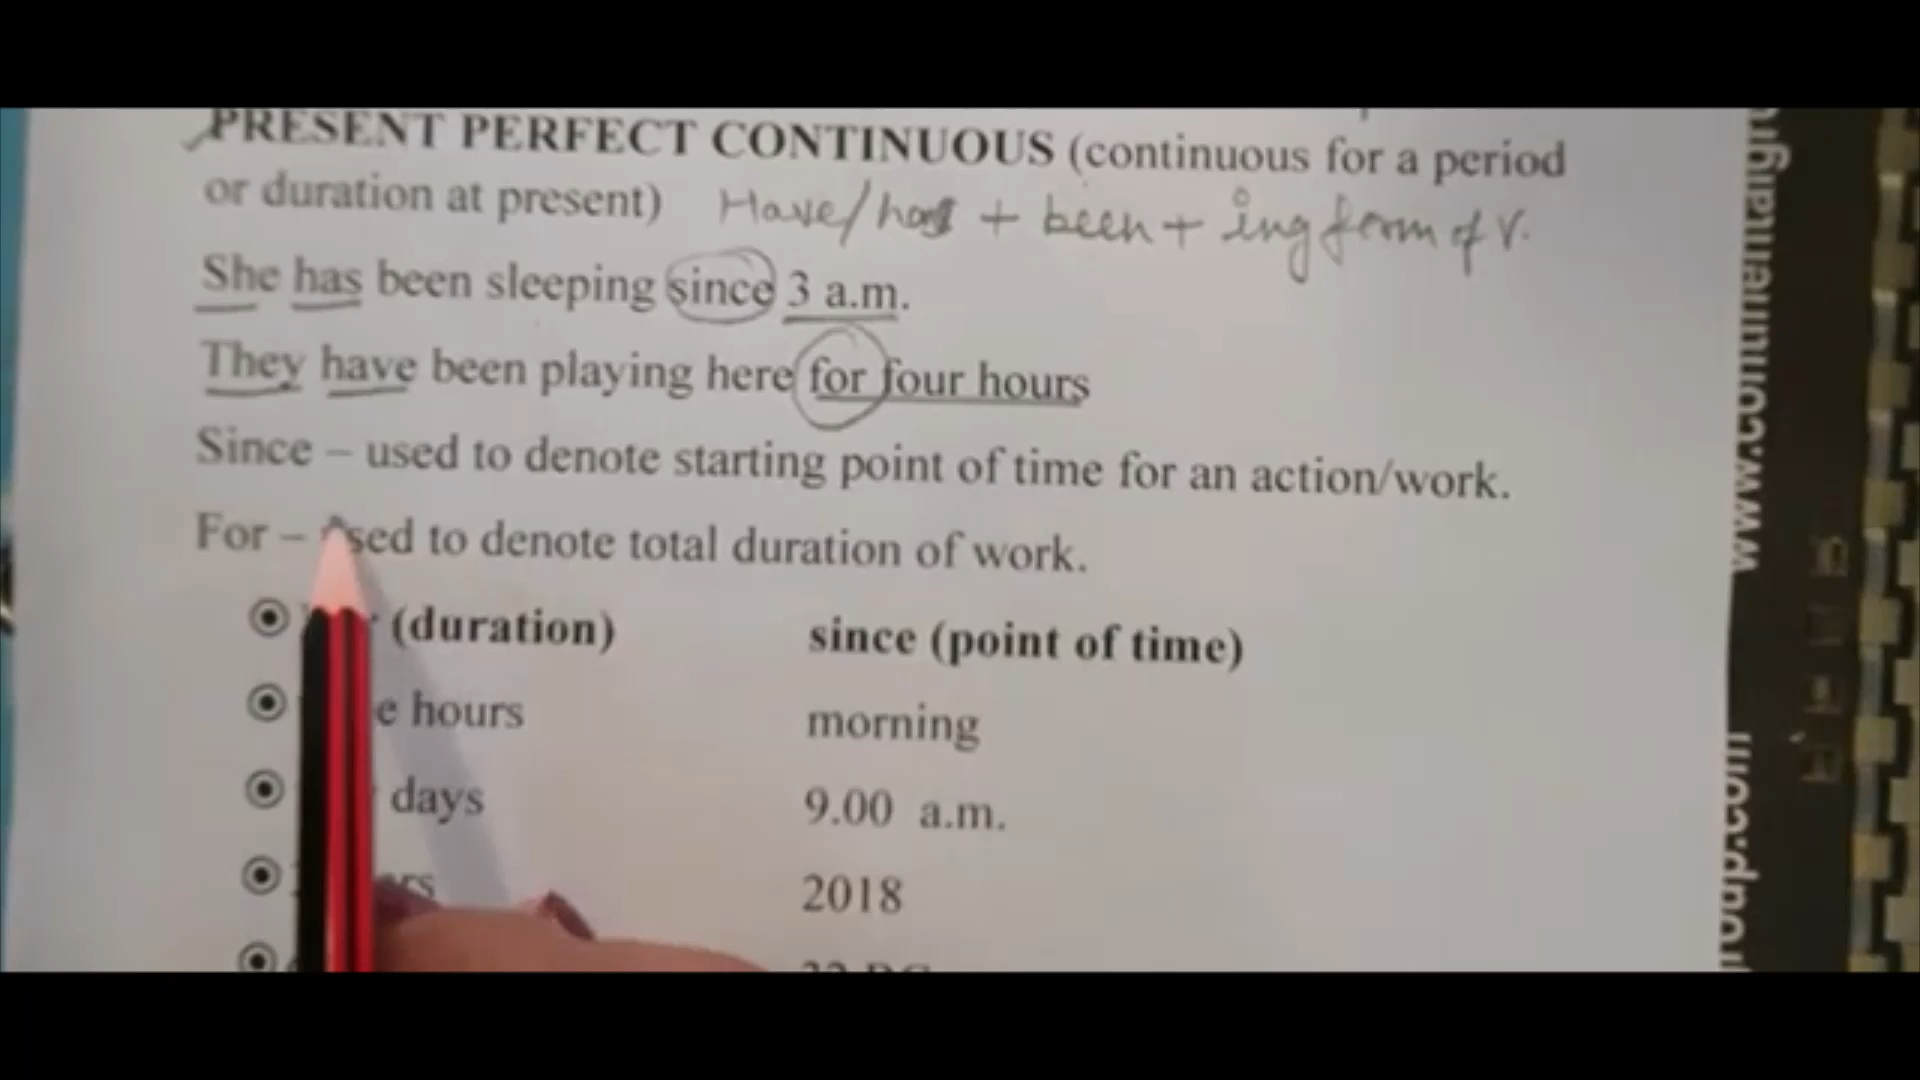 PRESENT PERFECT CONTINUOUS (continuous for a period
or duration at present) Have/has + been + ing form of V.
She has been sleeping since 3 a.m.
They have been playing here for four hours
Since – used to denote starting point of time for an action/work.
For – used to denote total duration of work.
(duration) since (point of time)
hours morning
days 9.00 a.m.
2018